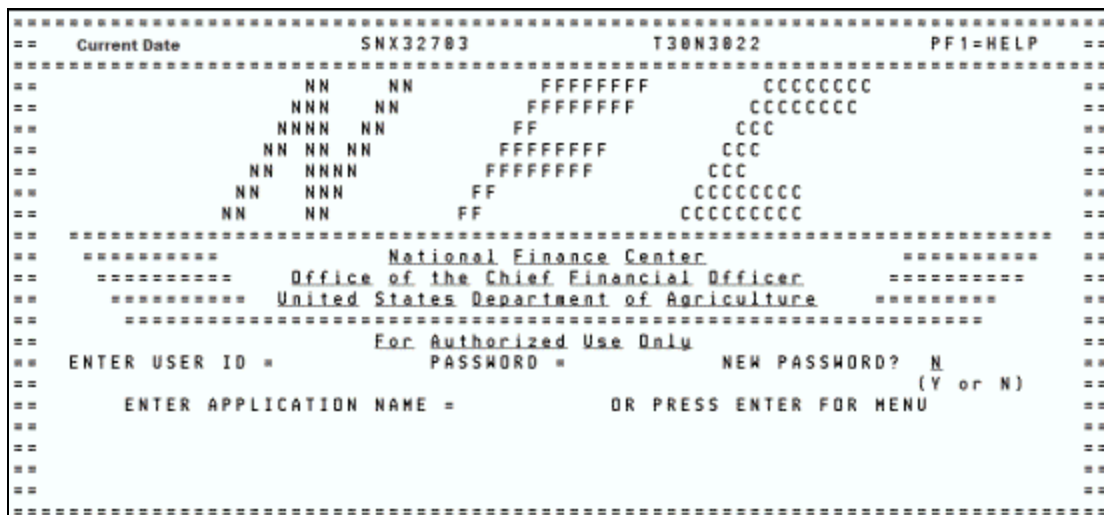 ===============================================================================
== Current Date SNX32703 T30N3022 PF1=HELP ==
===============================================================================
== NN NN FFFFFFFF CCCCCCCC ==
== NNN NN FFFFFFFF CCCCCCCC ==
== NNNN NN FF CCC ==
== NN NN NN FFFFFFFF CCC ==
== NN NNNN FFFFFFFF CCC ==
== NN NNN FF CCCCCCCC ==
== NN NN FF CCCCCCCCC ==
== ====================================================================== ==
== ========== National Finance Center ========== ==
== ========== Office of the Chief Financial Officer ========== ==
== ========== United States Department of Agriculture ========= ==
== ============================================================= ==
== For Authorized Use Only ==
== ENTER USER ID = PASSWORD = NEW PASSWORD? N ==
== (Y or N) ==
== ENTER APPLICATION NAME = OR PRESS ENTER FOR MENU ==
== ==
== ==
== ==
== ==
===============================================================================